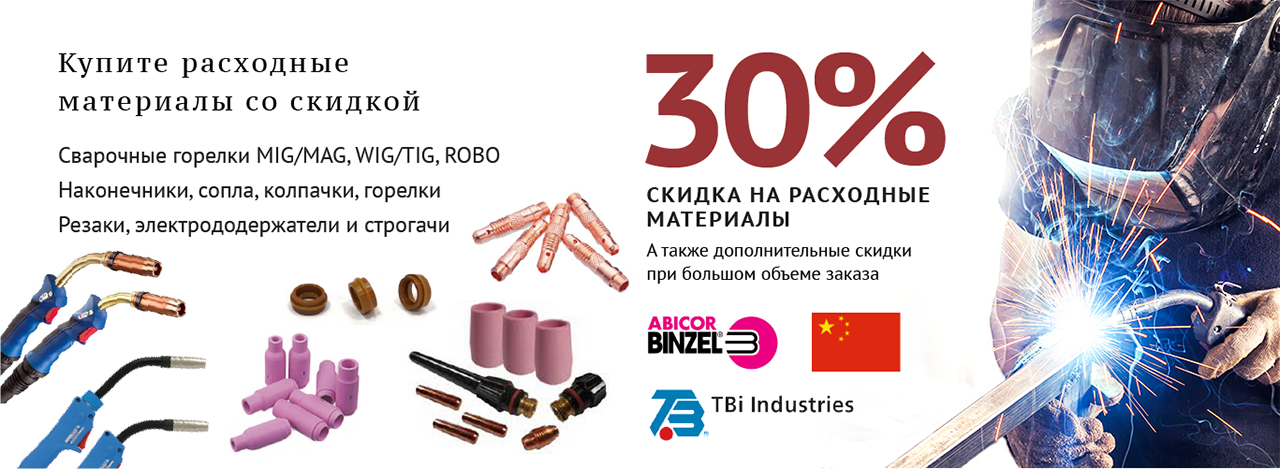 Купите расходные
материалы со скидкой
Сварочные горелки MIG/MAG, WIG/TIG, ROBO
Наконечники, сопла, колпачки, горелки
Резаки, электрододержатели и строгачи
30%
СКИДКА НА РАСХОДНЫЕ
МАТЕРИАЛЫ
А также дополнительные скидки
при большом объеме заказа
ABICOR
BINZEL®
TBi Industries